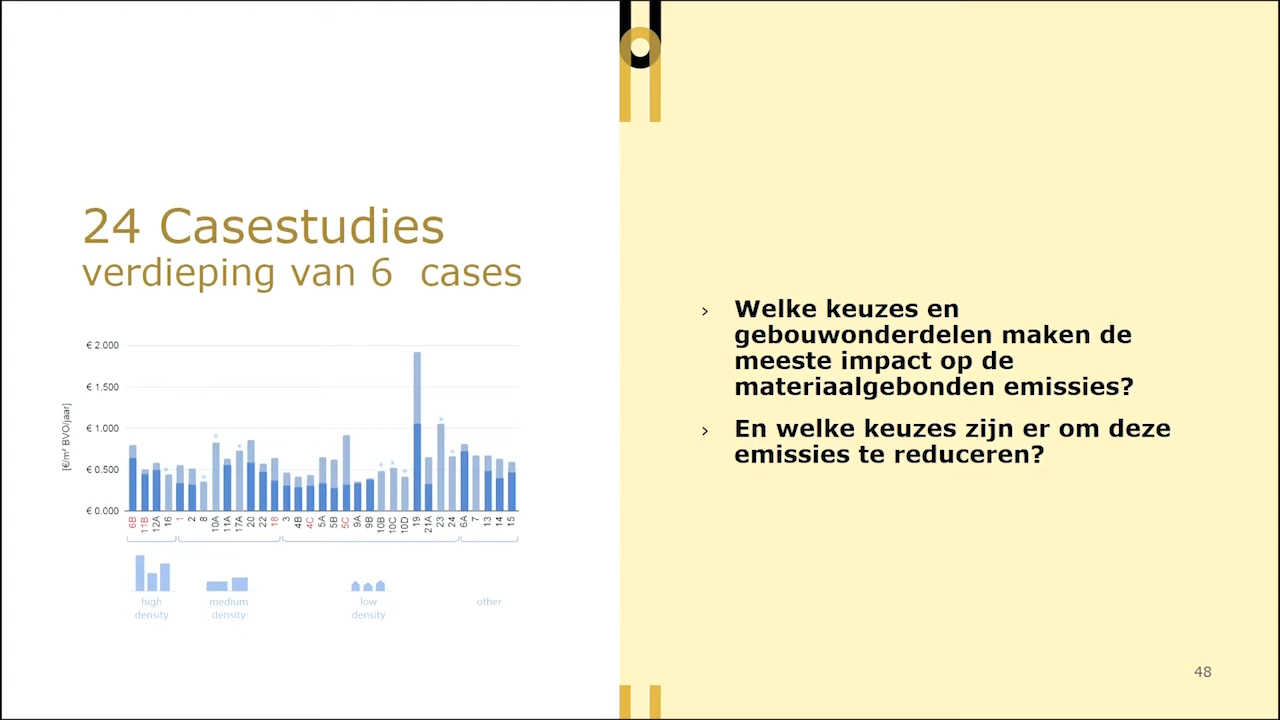 24 Casestudies
verdieping van 6 cases
€ 2.000
€ 1.500
€ 1.000
€ 0.500
€ 0.000
[€/m² BVO/jaar]
6B 11B 12A 16 1 2 8 10A 11A 17A 20 22 18 3 4B 4C 5A 5B 5C 9A 9B 10B 10C 10D 19 21A 23 24 6A 7 13 14 15
high density
medium density
low density
other
› Welke keuzes en
gebouwonderdelen maken de
meeste impact op de
materiaalgebonden emissies?
› En welke keuzes zijn er om deze
emissies te reduceren?
48